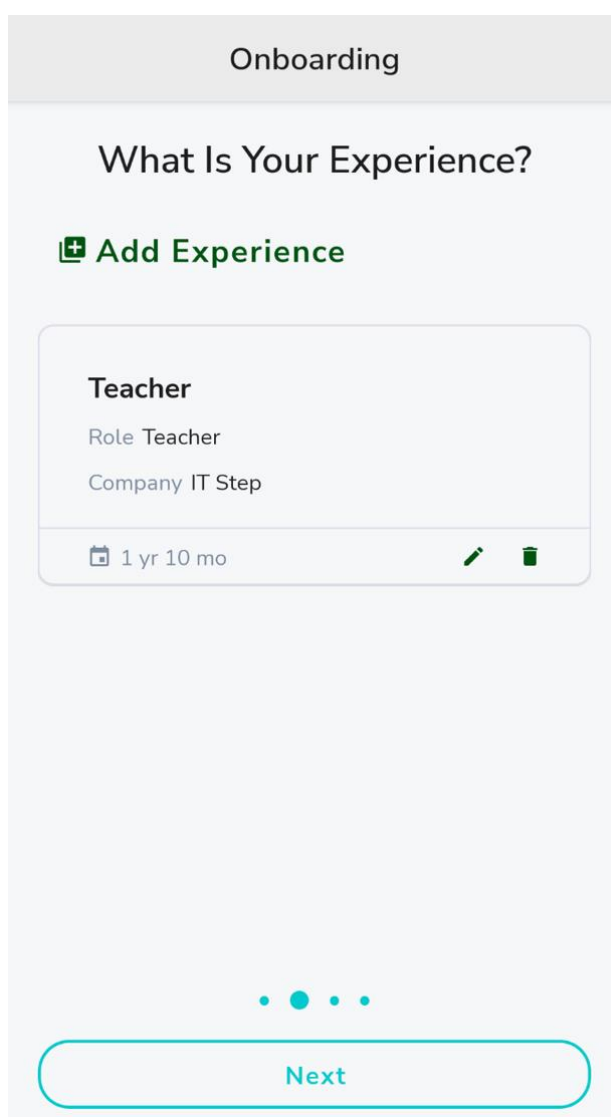 Onboarding
What Is Your Experience?
Add Experience
Teacher
Role Teacher
Company IT Step
1 yr 10 mo
Next